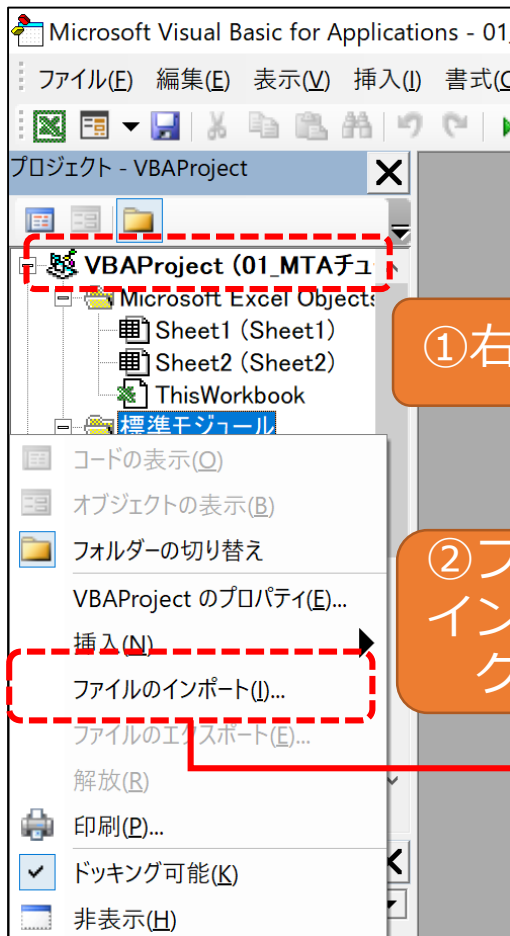 Microsoft Visual Basic for Applications - 01_
ファイル(F) 編集(E) 表示(V) 挿入(I) 書式(O
プロジェクト - VBAProject
VBAProject (01_MTAチュ
Microsoft Excel Objects
Sheet1 (Sheet1)
Sheet2 (Sheet2)
ThisWorkbook
標準モジュール
①右
コードの表示(O)
オブジェクトの表示(B)
フォルダーの切り替え
VBAProject のプロパティ(E)...
挿入(N)
ファイルのインポート(I)...
ファイルのエクスポート(E)...
解放(R)
印刷(P)...
ドッキング可能(K)
非表示(H)
②フ
イン
ク